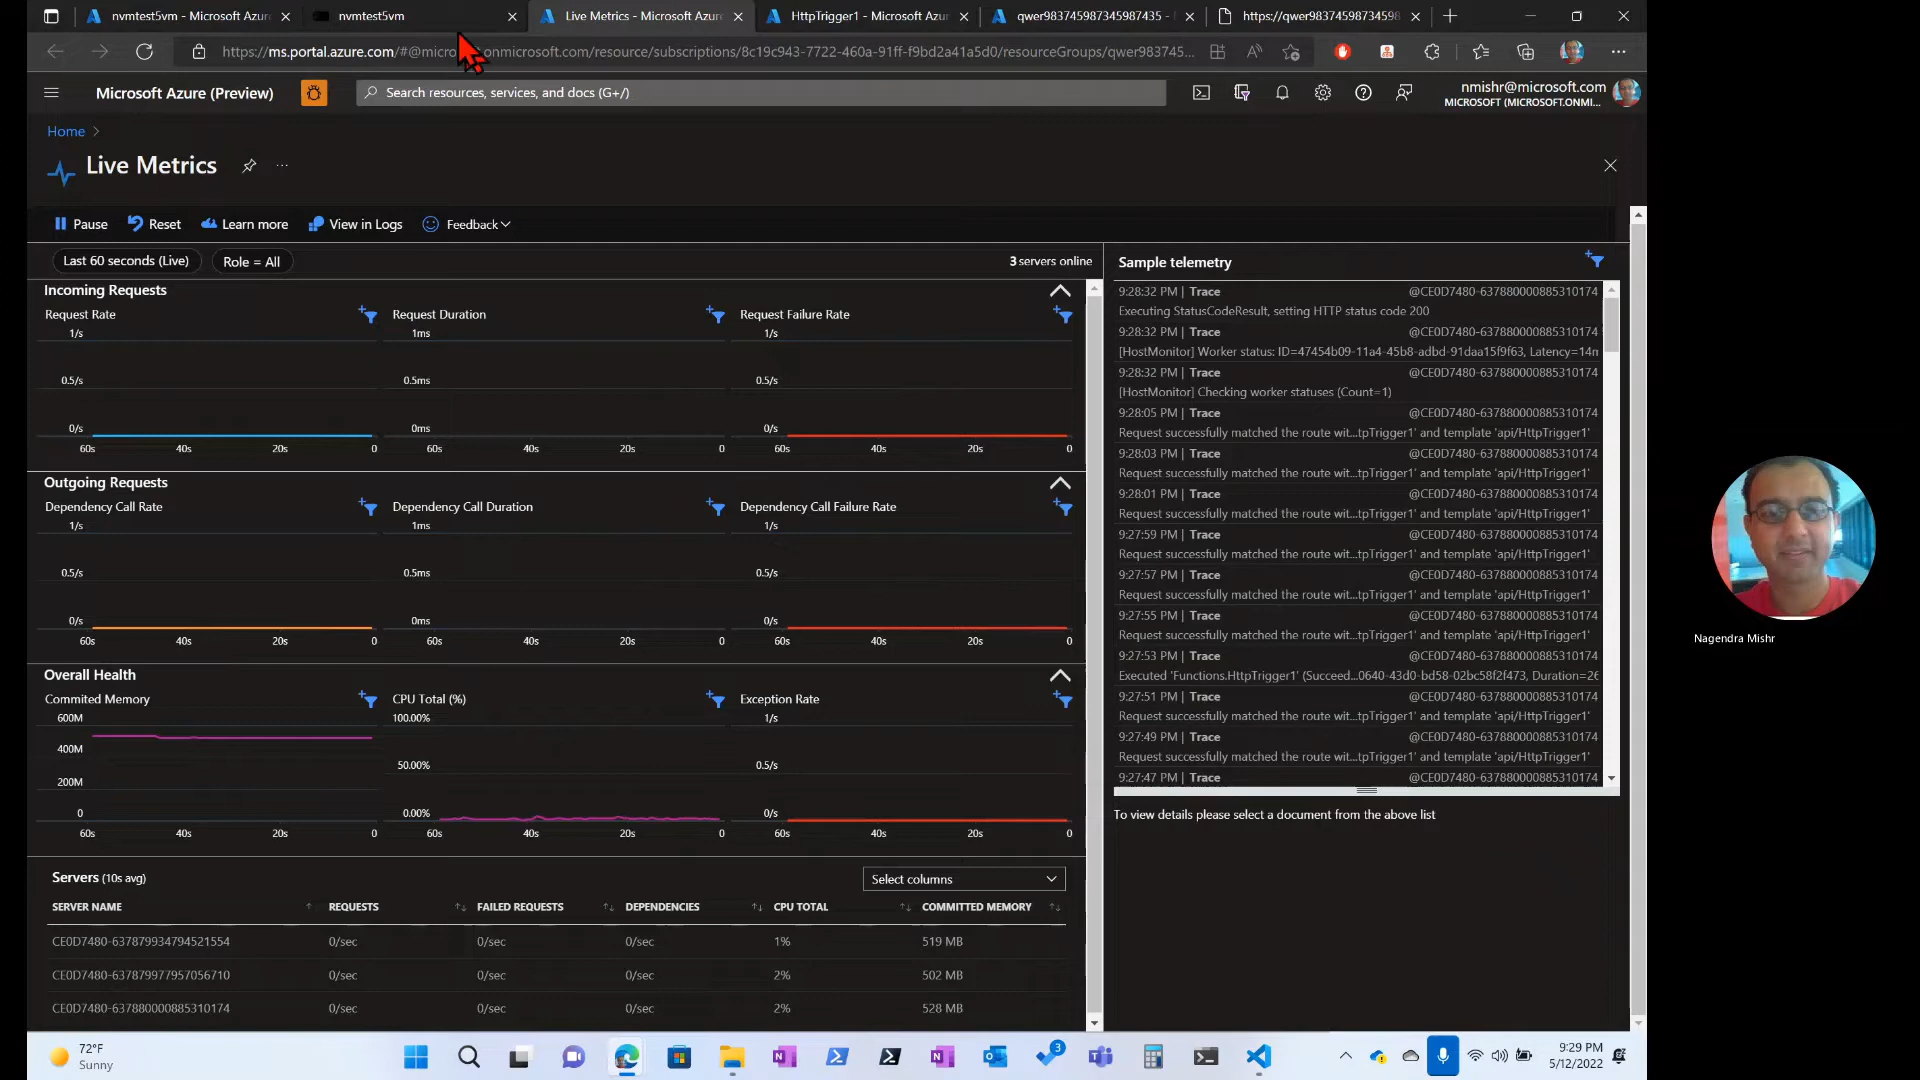 nvmtest5vm - Microsoft Azur
nvmtest5vm
Live Metrics - Microsoft Azure
HttpTrigger1 - Microsoft Azur
qwer983745987345987435 -
https://qwer98374598734598
https://ms.portal.azure.com/#@micr onmicrosoft.com/resource/subscriptions/8c19c943-7722-460a-91ff-f9bd2a41a5d0/resourceGroups/qwer983745...
Microsoft Azure (Preview)
Search resources, services, and docs (G+/)
nmishr@microsoft.com
MICROSOFT (MICROSOFT.ONMI...
Home
Live Metrics
Pause Reset Learn more View in Logs Feedback
Last 60 seconds (Live) Role = All 3 servers online
Incoming Requests
Request Rate
1/s
0.5/s
0/s
60s 40s 20s 0
Request Duration
1ms
0.5ms
0ms
60s 40s 20s 0
Request Failure Rate
1/s
0.5/s
0/s
60s 40s 20s 0
Outgoing Requests
Dependency Call Rate
1/s
0.5/s
0/s
60s 40s 20s 0
Dependency Call Duration
1ms
0.5ms
0ms
60s 40s 20s 0
Dependency Call Failure Rate
1/s
0.5/s
0/s
60s 40s 20s 0
Overall Health
Commited Memory
600M
400M
200M
0
60s 40s 20s 0
CPU Total (%)
100.00%
50.00%
0.00%
60s 40s 20s 0
Exception Rate
1/s
0.5/s
0/s
60s 40s 20s 0
Servers (10s avg)
Select columns
SERVER NAME REQUESTS FAILED REQUESTS DEPENDENCIES CPU TOTAL COMMITTED MEMORY
CE0D7480-637879934794521554 0/sec 0/sec 0/sec 1% 519 MB
CE0D7480-637879977957056710 0/sec 0/sec 0/sec 2% 502 MB
CE0D7480-637880000885310174 0/sec 0/sec 0/sec 2% 528 MB
Sample telemetry
9:28:32 PM | Trace @CE0D7480-637880000885310174
Executing StatusCodeResult, setting HTTP status code 200
9:28:32 PM | Trace @CE0D7480-637880000885310174
[HostMonitor] Worker status: ID=47454b09-11a4-45b8-adbd-91daa15f9f63, Latency=14m
9:28:32 PM | Trace @CE0D7480-637880000885310174
[HostMonitor] Checking worker statuses (Count=1)
9:28:05 PM | Trace @CE0D7480-637880000885310174
Request successfully matched the route wit...tpTrigger1' and template 'api/HttpTrigger1'
9:28:03 PM | Trace @CE0D7480-637880000885310174
Request successfully matched the route wit...tpTrigger1' and template 'api/HttpTrigger1'
9:28:01 PM | Trace @CE0D7480-637880000885310174
Request successfully matched the route wit...tpTrigger1' and template 'api/HttpTrigger1'
9:27:59 PM | Trace @CE0D7480-637880000885310174
Request successfully matched the route wit...tpTrigger1' and template 'api/HttpTrigger1'
9:27:57 PM | Trace @CE0D7480-637880000885310174
Request successfully matched the route wit...tpTrigger1' and template 'api/HttpTrigger1'
9:27:55 PM | Trace @CE0D7480-637880000885310174
Request successfully matched the route wit...tpTrigger1' and template 'api/HttpTrigger1'
9:27:53 PM | Trace @CE0D7480-637880000885310174
Executed 'Functions.HttpTrigger1' (Succeed...0640-43d0-bd58-02bc58f2f473, Duration=26
9:27:51 PM | Trace @CE0D7480-637880000885310174
Request successfully matched the route wit...tpTrigger1' and template 'api/HttpTrigger1'
9:27:49 PM | Trace @CE0D7480-637880000885310174
Request successfully matched the route wit...tpTrigger1' and template 'api/HttpTrigger1'
9:27:47 PM | Trace @CE0D7480-637880000885310174
To view details please select a document from the above list
Nagendra Mishr
72°F
Sunny
3
9:29 PM
5/12/2022